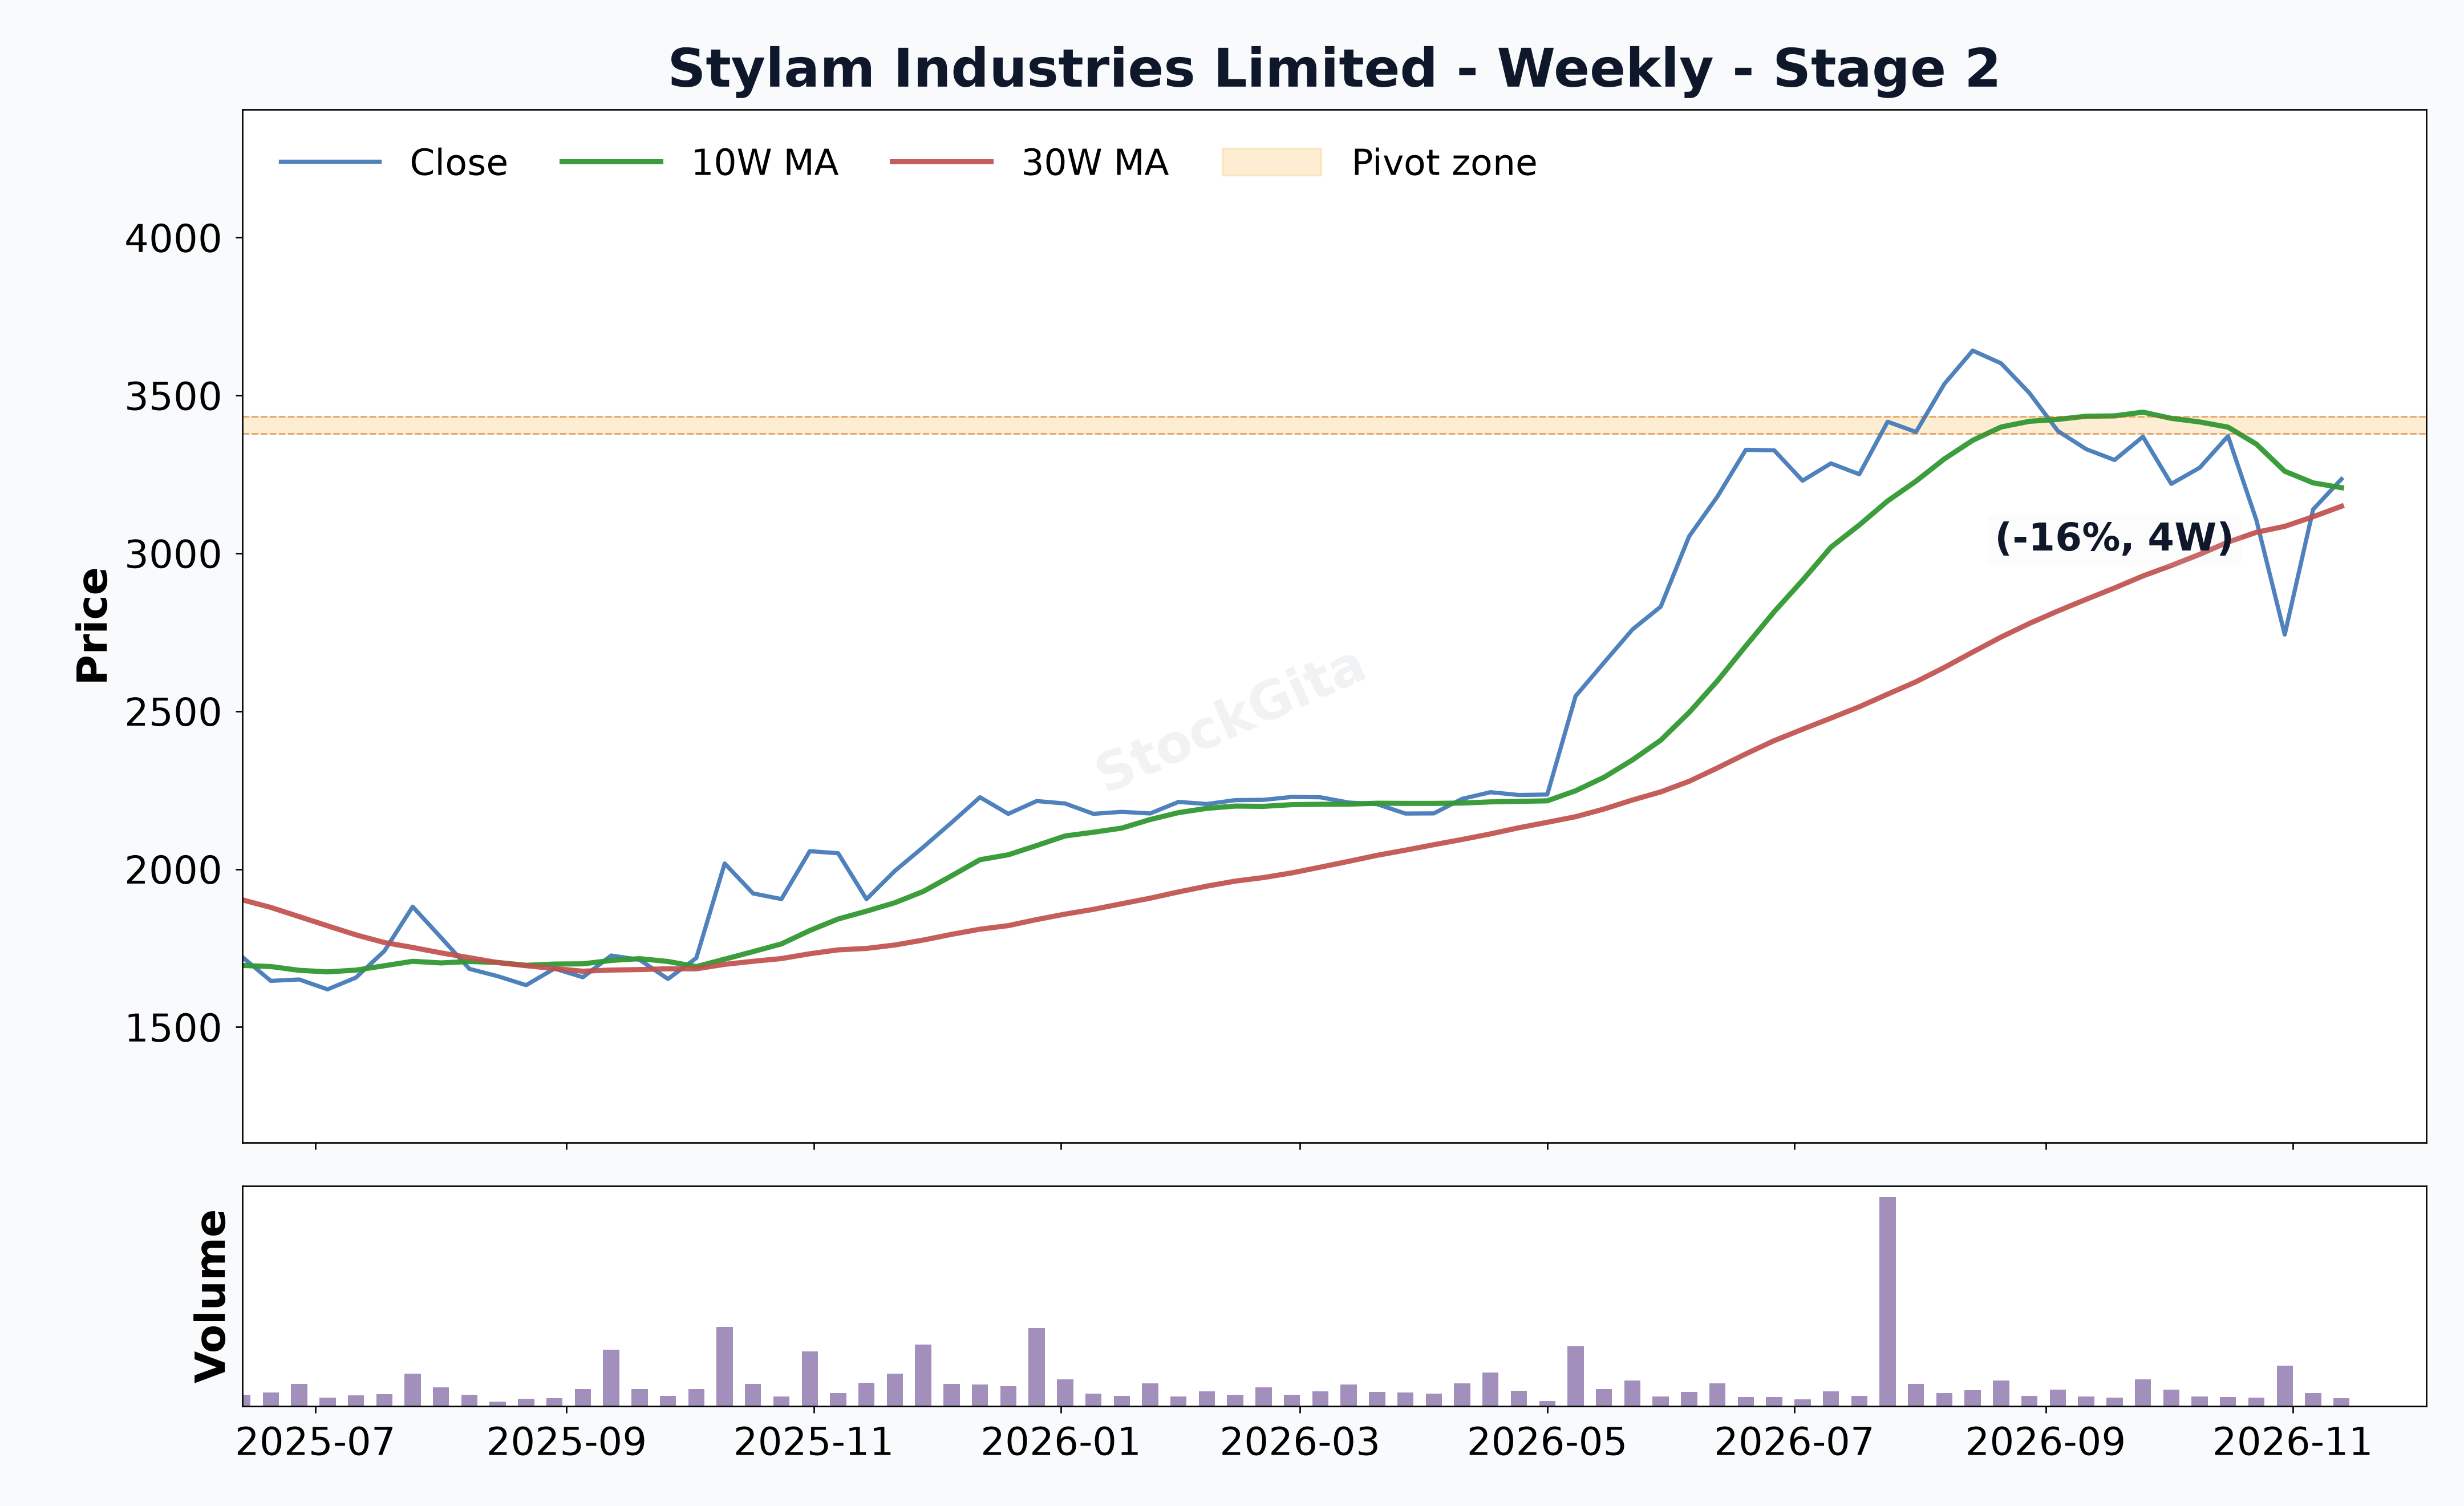 Stylam Industries Limited - Weekly - Stage 2
Close 10W MA 30W MA Pivot zone
4000
3500
3000
2500
2000
1500
Price
(-16%, 4W)
StockGita
Volume
2025-07 2025-09 2025-11 2026-01 2026-03 2026-05 2026-07 2026-09 2026-11